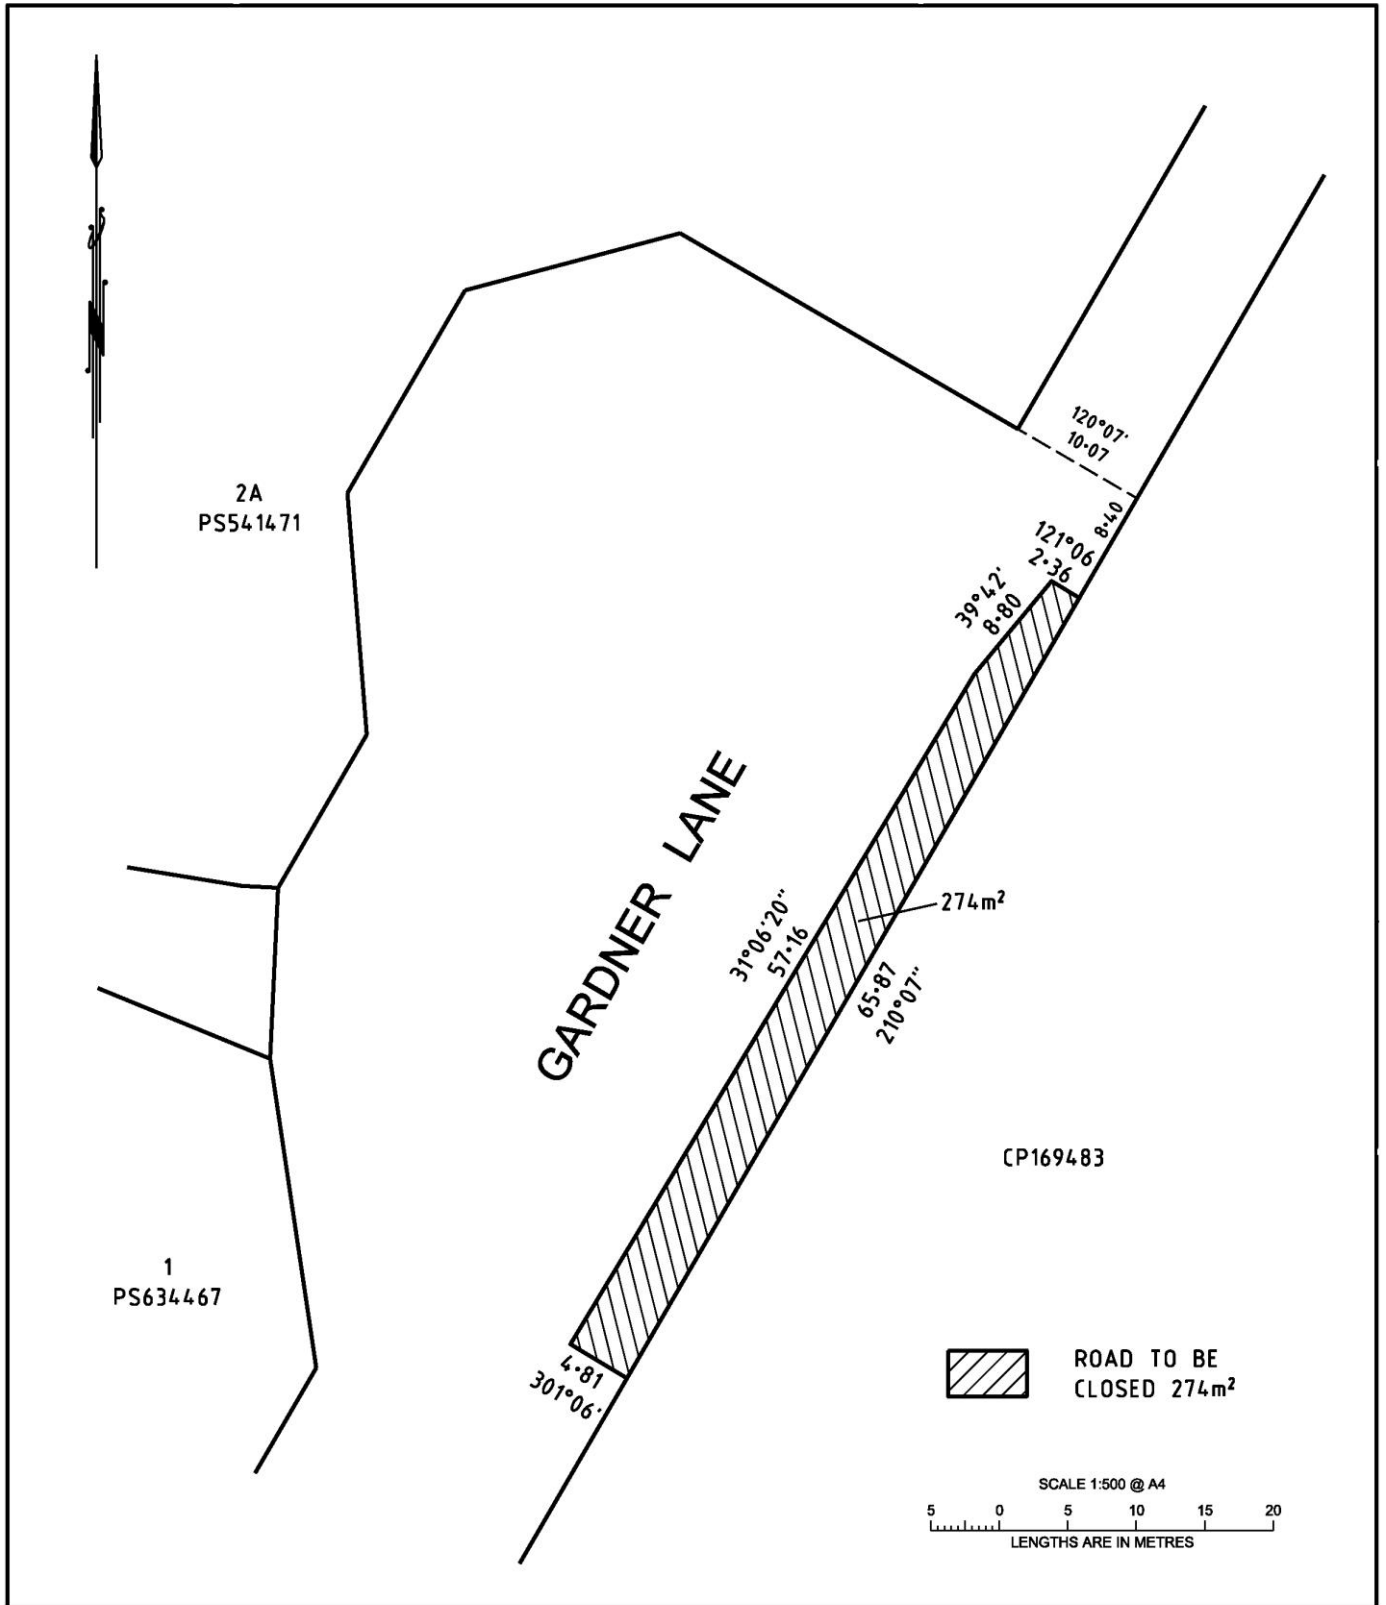 120°07'
10·07
8·40
121°06
2·36
39°42'
8·80
2A
PS541471
GARDNER LANE
31°06'20"
57·16
274m²
65·87
210°07"
CP169483
1
PS634467
4·81
301°06'
ROAD TO BE
CLOSED 274m²
SCALE 1:500 @ A4
5 0 5 10 15 20
LENGTHS ARE IN METRES